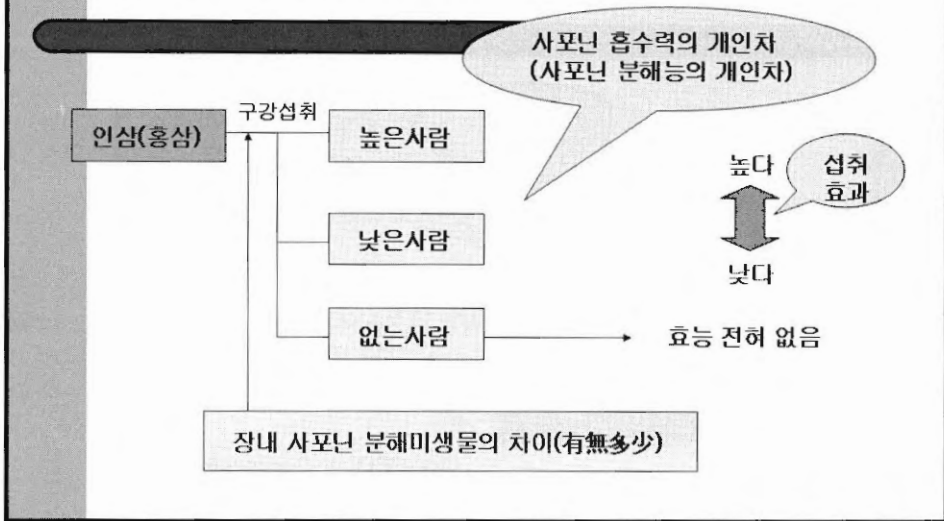 사포닌 흡수력의 개인차
(사포닌 분해능의 개인차)
구강섭취
인삼(홍삼)
높은사람
높다
섭취
효과
낮은사람
낮다
없는사람
효능 전혀 없음
장내 사포닌 분해미생물의 차이(有無多少)